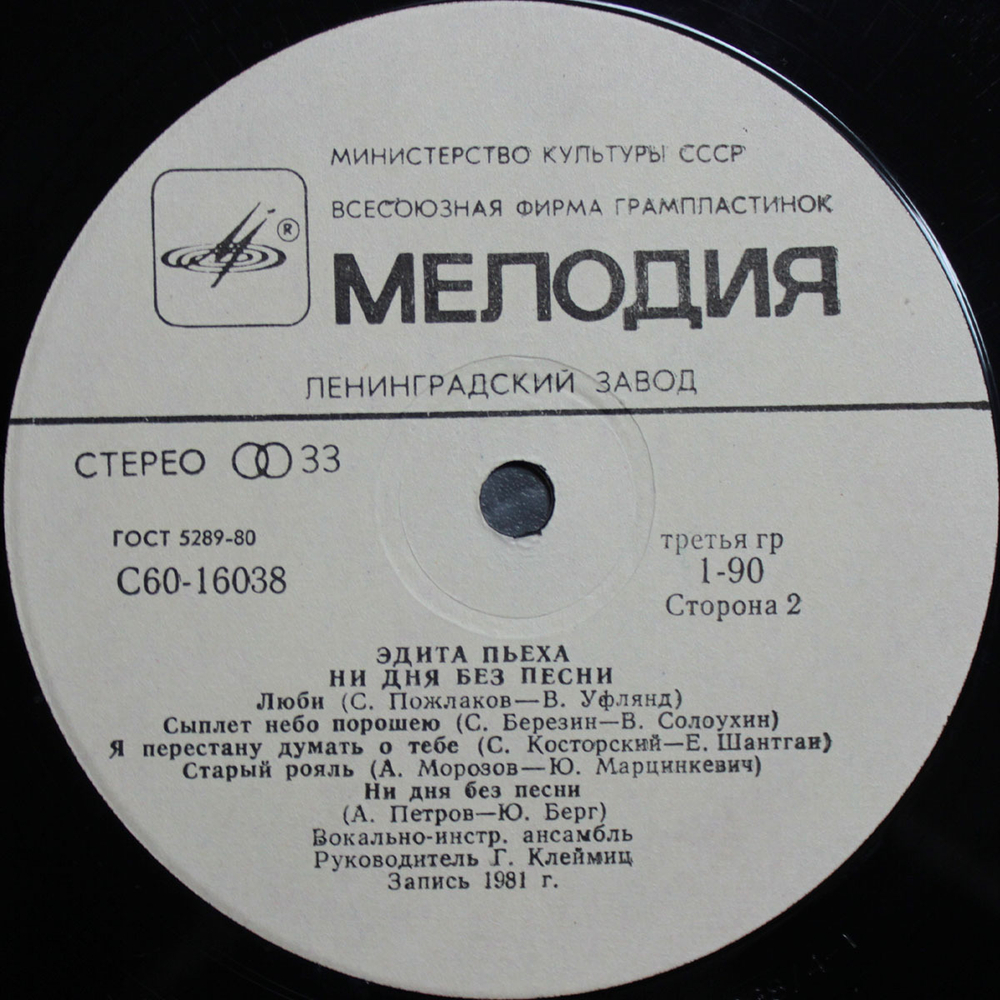 МИНИСТЕРСТВО КУЛЬТУРЫ СССР
ВСЕСОЮЗНАЯ ФИРМА ГРАМПЛАСТИНОК
®
МЕЛОДИЯ
ЛЕНИНГРАДСКИЙ ЗАВОД
СТЕРЕО 33
ГОСТ 5289-80
С60-16038
третья гр
1-90
Сторона 2
ЭДИТА ПЬЕХА
НИ ДНЯ БЕЗ ПЕСНИ
Люби (С. Пожлаков—В. Уфлянд)
Сыплет небо порошею (С. Березин—В. Солоухин)
Я перестану думать о тебе (С. Косторский—Е. Шантгаи)
Старый рояль (А. Морозов—Ю. Марцинкевич)
Ни дня без песни
(А. Петров—Ю. Берг)
Вокально-инстр. ансамбль
Руководитель Г. Клеймиц
Запись 1981 г.